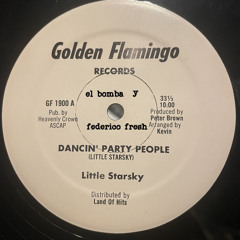 Golden Flamingo
RECORDS
el bomba y
federico fresh
GF 1900 A
Pub. by
Heavenly Crown
ASCAP
33⅓
10.00
Produced by
Peter Brown
Arranged by
Kevin
DANCIN' PARTY PEOPLE
(LITTLE STARSKY)
Little Starsky
Distributed by
Land Of Hits